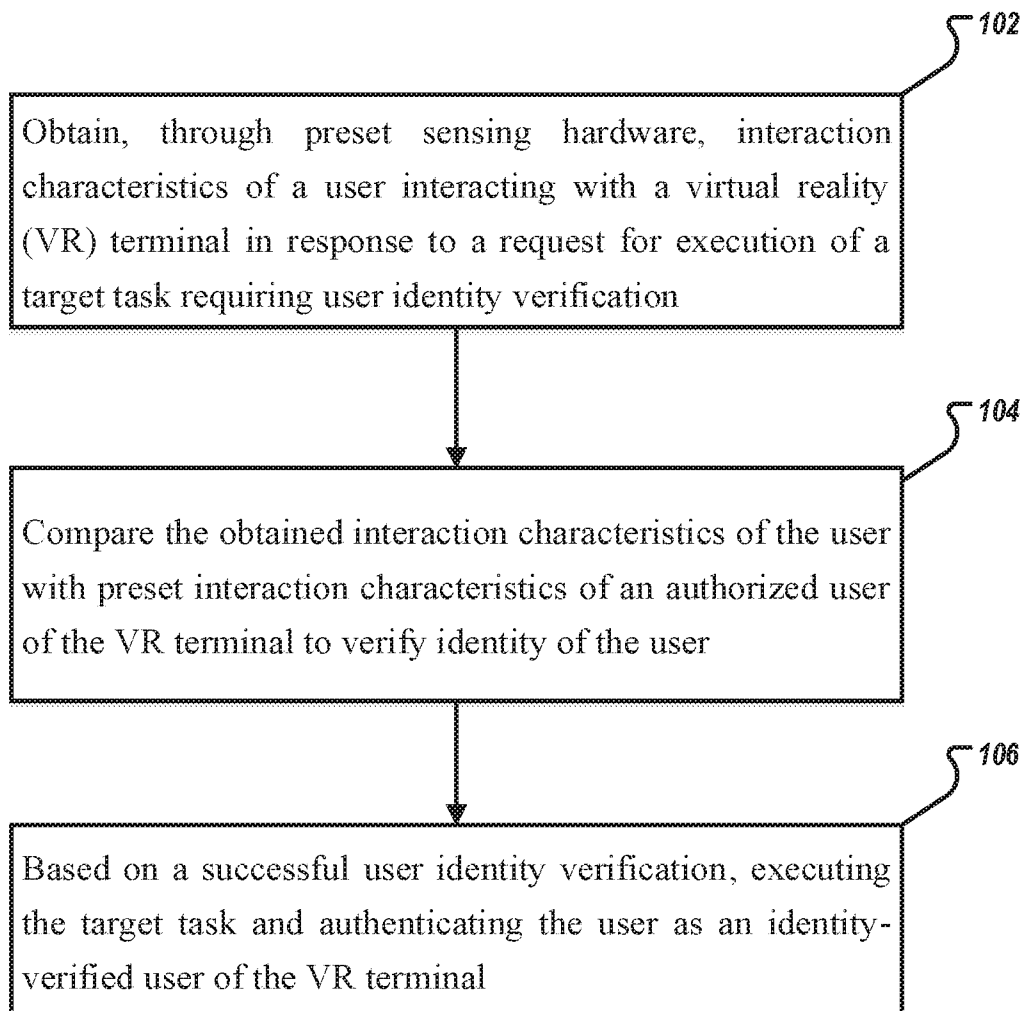 102
Obtain, through preset sensing hardware, interaction
characteristics of a user interacting with a virtual reality
(VR) terminal in response to a request for execution of a
target task requiring user identity verification
104
Compare the obtained interaction characteristics of the user
with preset interaction characteristics of an authorized user
of the VR terminal to verify identity of the user
106
Based on a successful user identity verification, executing
the target task and authenticating the user as an identity-
verified user of the VR terminal